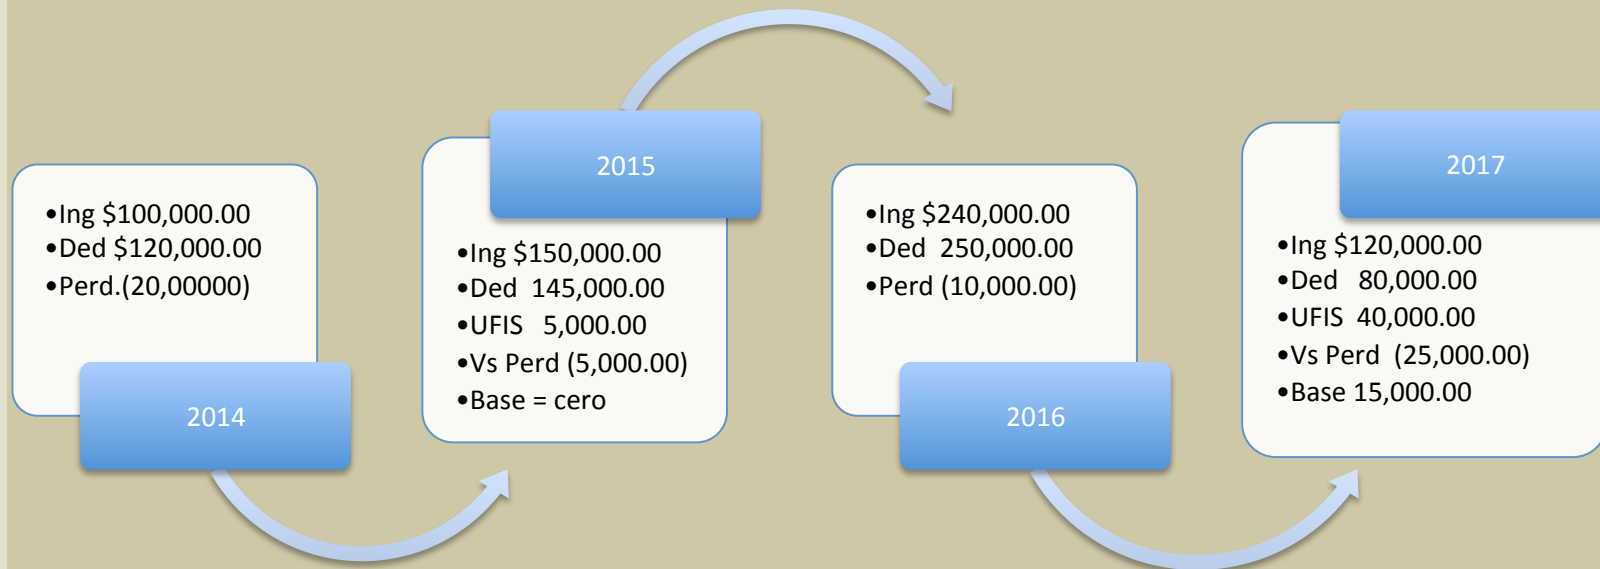 •Ing $100,000.00
•Ded $120,000.00
•Perd.(20,00000)
2014
2015
•Ing $150,000.00
•Ded 145,000.00
•UFIS 5,000.00
•Vs Perd (5,000.00)
•Base = cero
•Ing $240,000.00
•Ded 250,000.00
•Perd (10,000.00)
2016
2017
•Ing $120,000.00
•Ded 80,000.00
•UFIS 40,000.00
•Vs Perd (25,000.00)
•Base 15,000.00